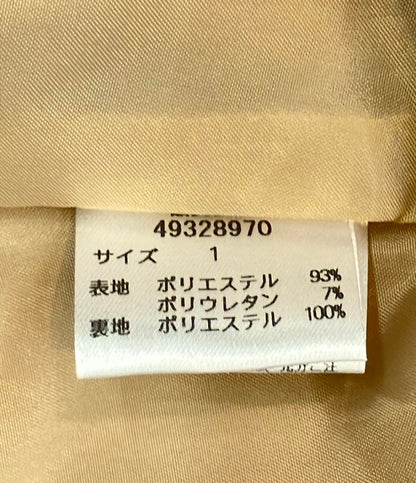 49328970
サイズ 1
表地 ポリエステル 93%
ポリウレタン 7%
裏地 ポリエステル 100%